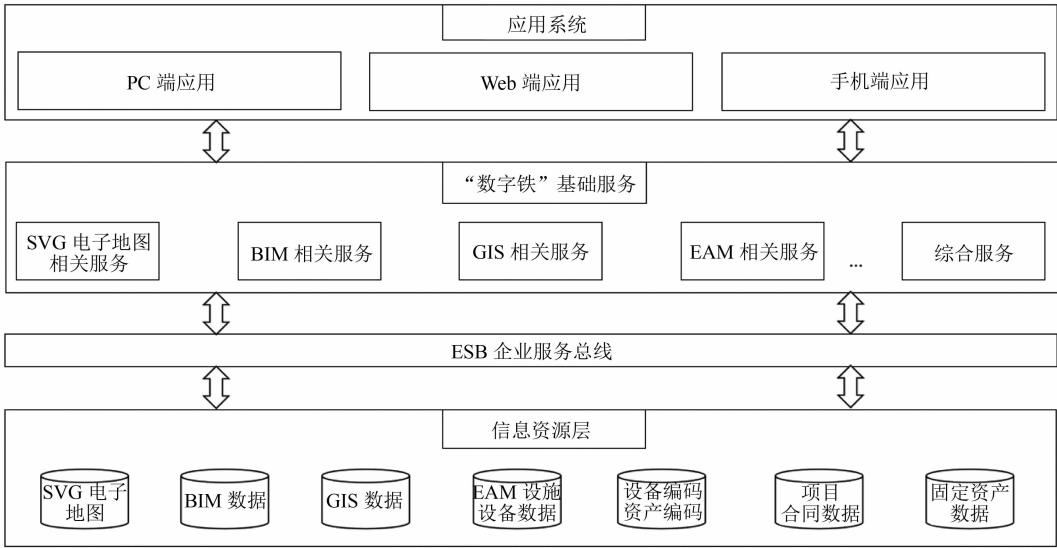 应用系统
PC 端应用
Web 端应用
手机端应用
“数字铁”基础服务
SVG 电子地图
相关服务
BIM 相关服务
GIS 相关服务
EAM 相关服务
...
综合服务
ESB 企业服务总线
信息资源层
SVG 电子
地图
BIM 数据
GIS 数据
EAM 设施
设备数据
设备编码
资产编码
项目
合同数据
固定资产
数据